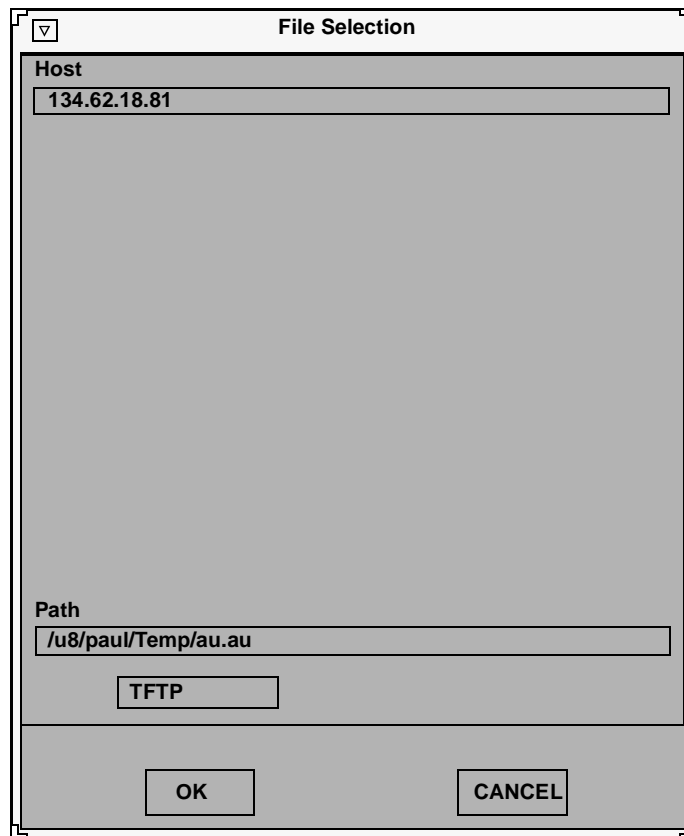 File Selection
Host
134.62.18.81
Path
/u8/paul/Temp/au.au
TFTP
OK
CANCEL